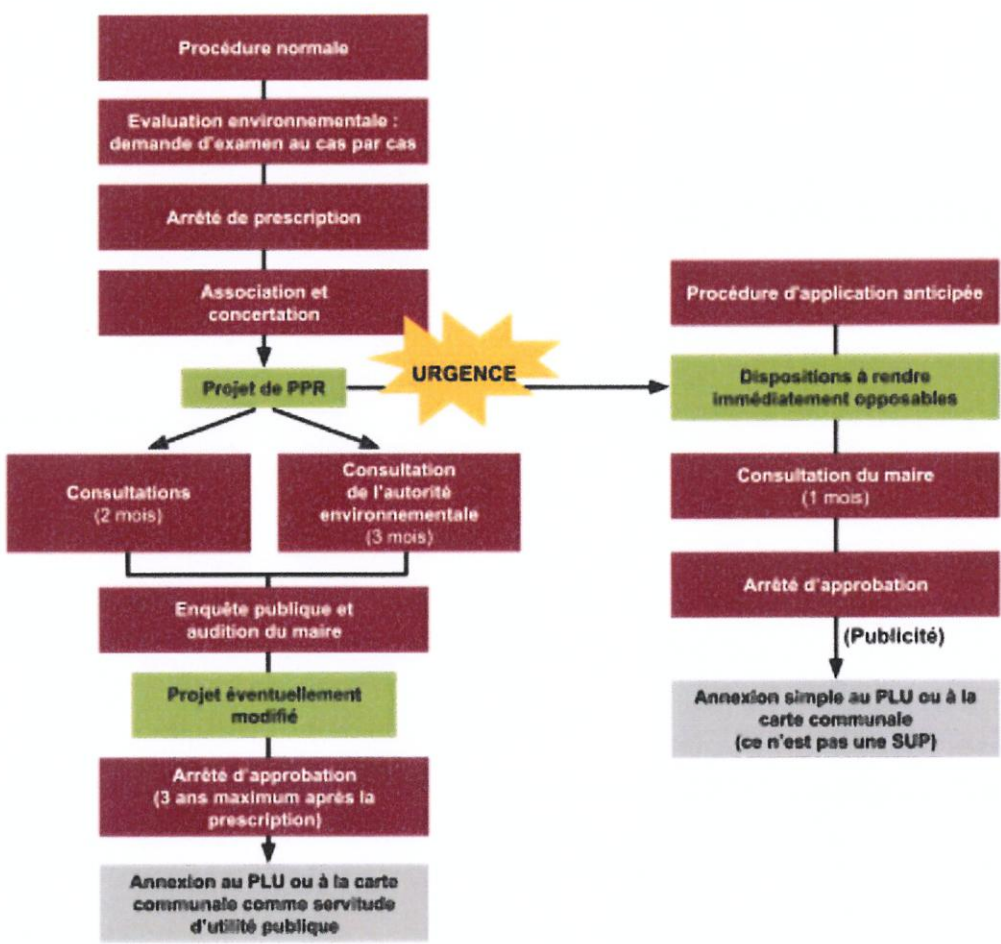 Procédure normale
Evaluation environnementale :
demande d'examen au cas par cas
Arrêté de prescription
Association et
concertation
URGENCE
Projet de PPR
Consultations
(2 mois)
Consultation
de l'autorité
environnementale
(3 mois)
Enquête publique et
audition du maire
Projet éventuellement
modifié
Arrêté d'approbation
(3 ans maximum après la
prescription)
Annexion au PLU ou à la carte
communale comme servitude
d'utilité publique
Procédure d'application anticipée
Dispositions à rendre
immédiatement opposables
Consultation du maire
(1 mois)
Arrêté d'approbation
(Publicité)
Annexion simple au PLU ou à la
carte communale
(ce n'est pas une SUP)